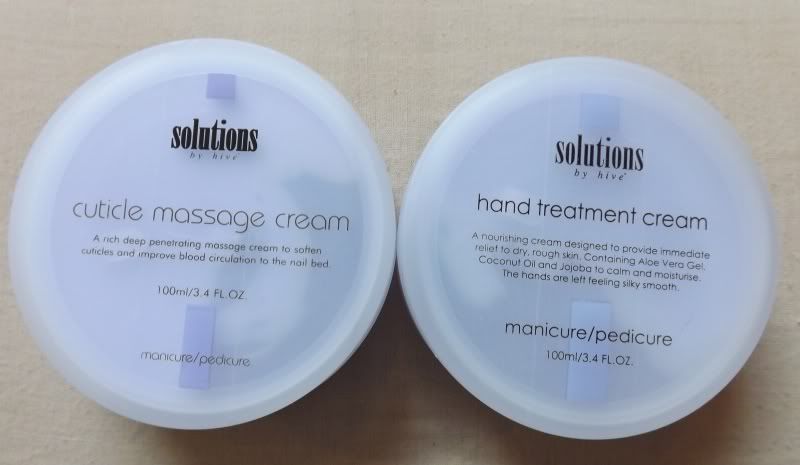 solutions
by hive
cuticle massage cream
A rich deep penetrating massage cream to soften
cuticles and improve blood circulation to the nail bed.
100ml/3.4 FL.OZ.
manicure/pedicure
solutions
by hive®
hand treatment cream
A nourishing cream designed to provide immediate
relief to dry, rough skin. Containing Aloe Vera Gel,
Coconut Oil and Jojoba to calm and moisturise.
The hands are left feeling silky smooth.
manicure/pedicure
100ml/3.4 FL.OZ.